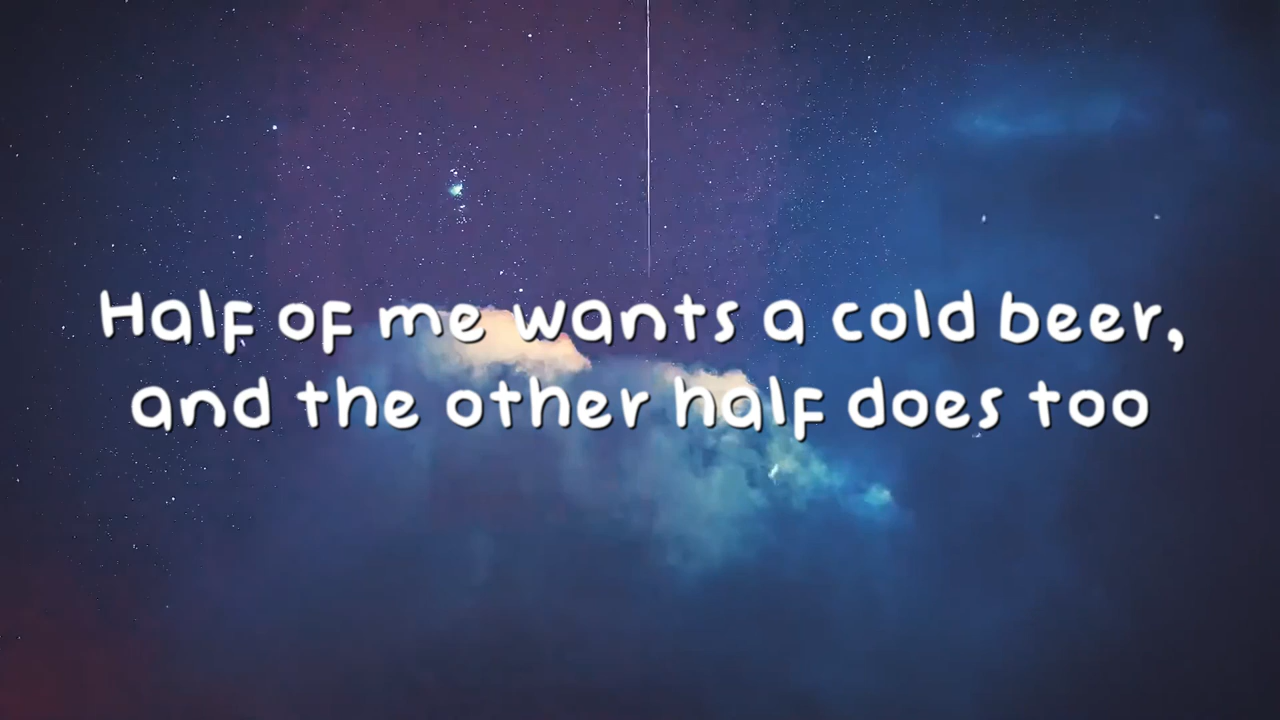 Half of me wants a cold beer,
and the other half does too